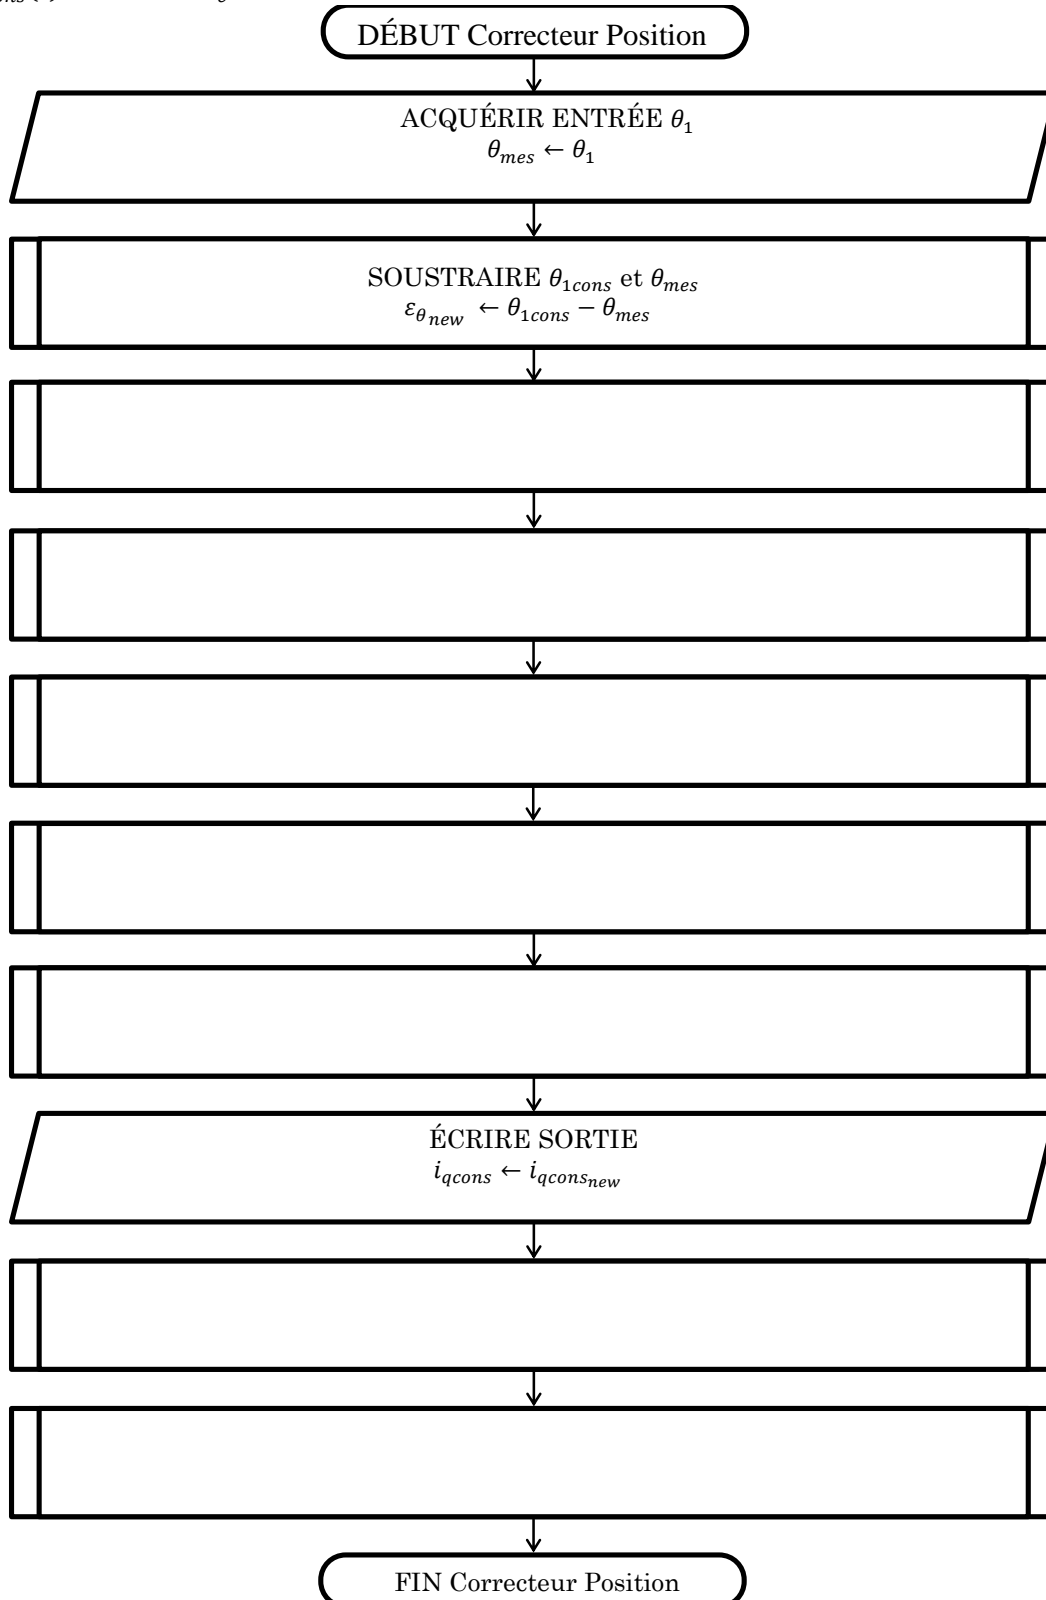 DÉBUT Correcteur Position
ACQUÉRIR ENTRÉE θ₁
θ_mes ← θ₁
SOUSTRAIRE θ_1cons et θ_mes
ε_θ_new ← θ_1cons − θ_mes
ÉCRIRE SORTIE
i_qcons ← i_qcons_new
FIN Correcteur Position